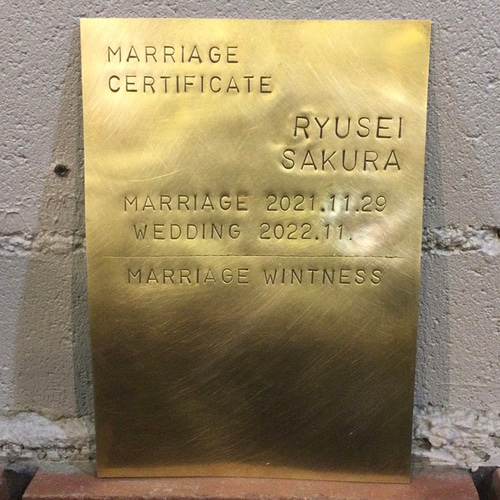 MARRIAGE
CERTIFICATE
RYUSEI
SAKURA
MARRIAGE 2021.11.29
WEDDING 2022.11.
MARRIAGE WINTNESS